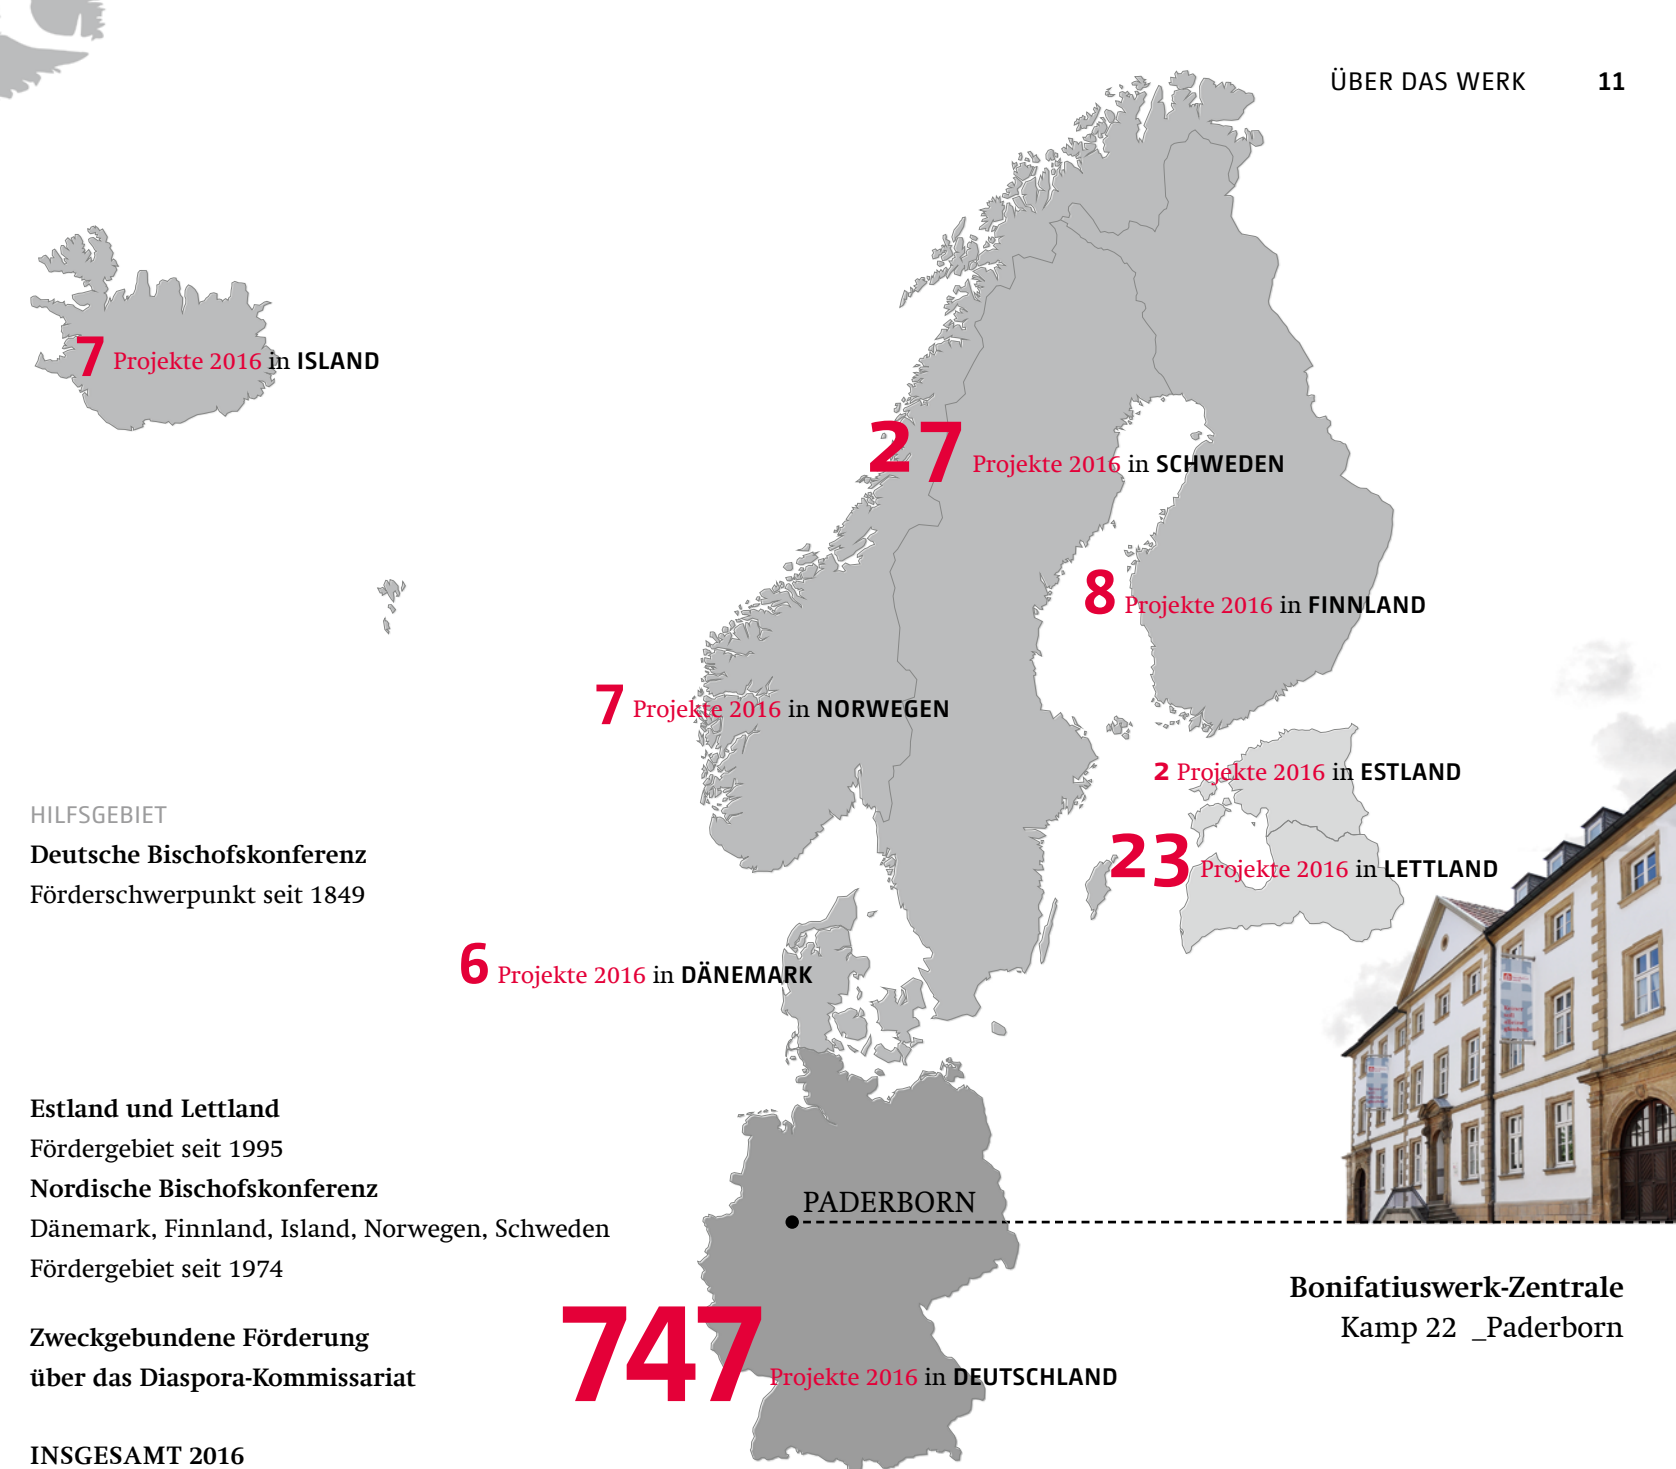 ÜBER DAS WERK 11
7 Projekte 2016 in ISLAND
27 Projekte 2016 in SCHWEDEN
8 Projekte 2016 in FINNLAND
7 Projekte 2016 in NORWEGEN
2 Projekte 2016 in ESTLAND
23 Projekte 2016 in LETTLAND
6 Projekte 2016 in DÄNEMARK
HILFSGEBIET
Deutsche Bischofskonferenz
Förderschwerpunkt seit 1849
Estland und Lettland
Fördergebiet seit 1995
Nordische Bischofskonferenz
Dänemark, Finnland, Island, Norwegen, Schweden
Fördergebiet seit 1974
Zweckgebundene Förderung
über das Diaspora-Kommissariat
INSGESAMT 2016
PADERBORN
747 Projekte 2016 in DEUTSCHLAND
Bonifatiuswerk-Zentrale
Kamp 22 _Paderborn